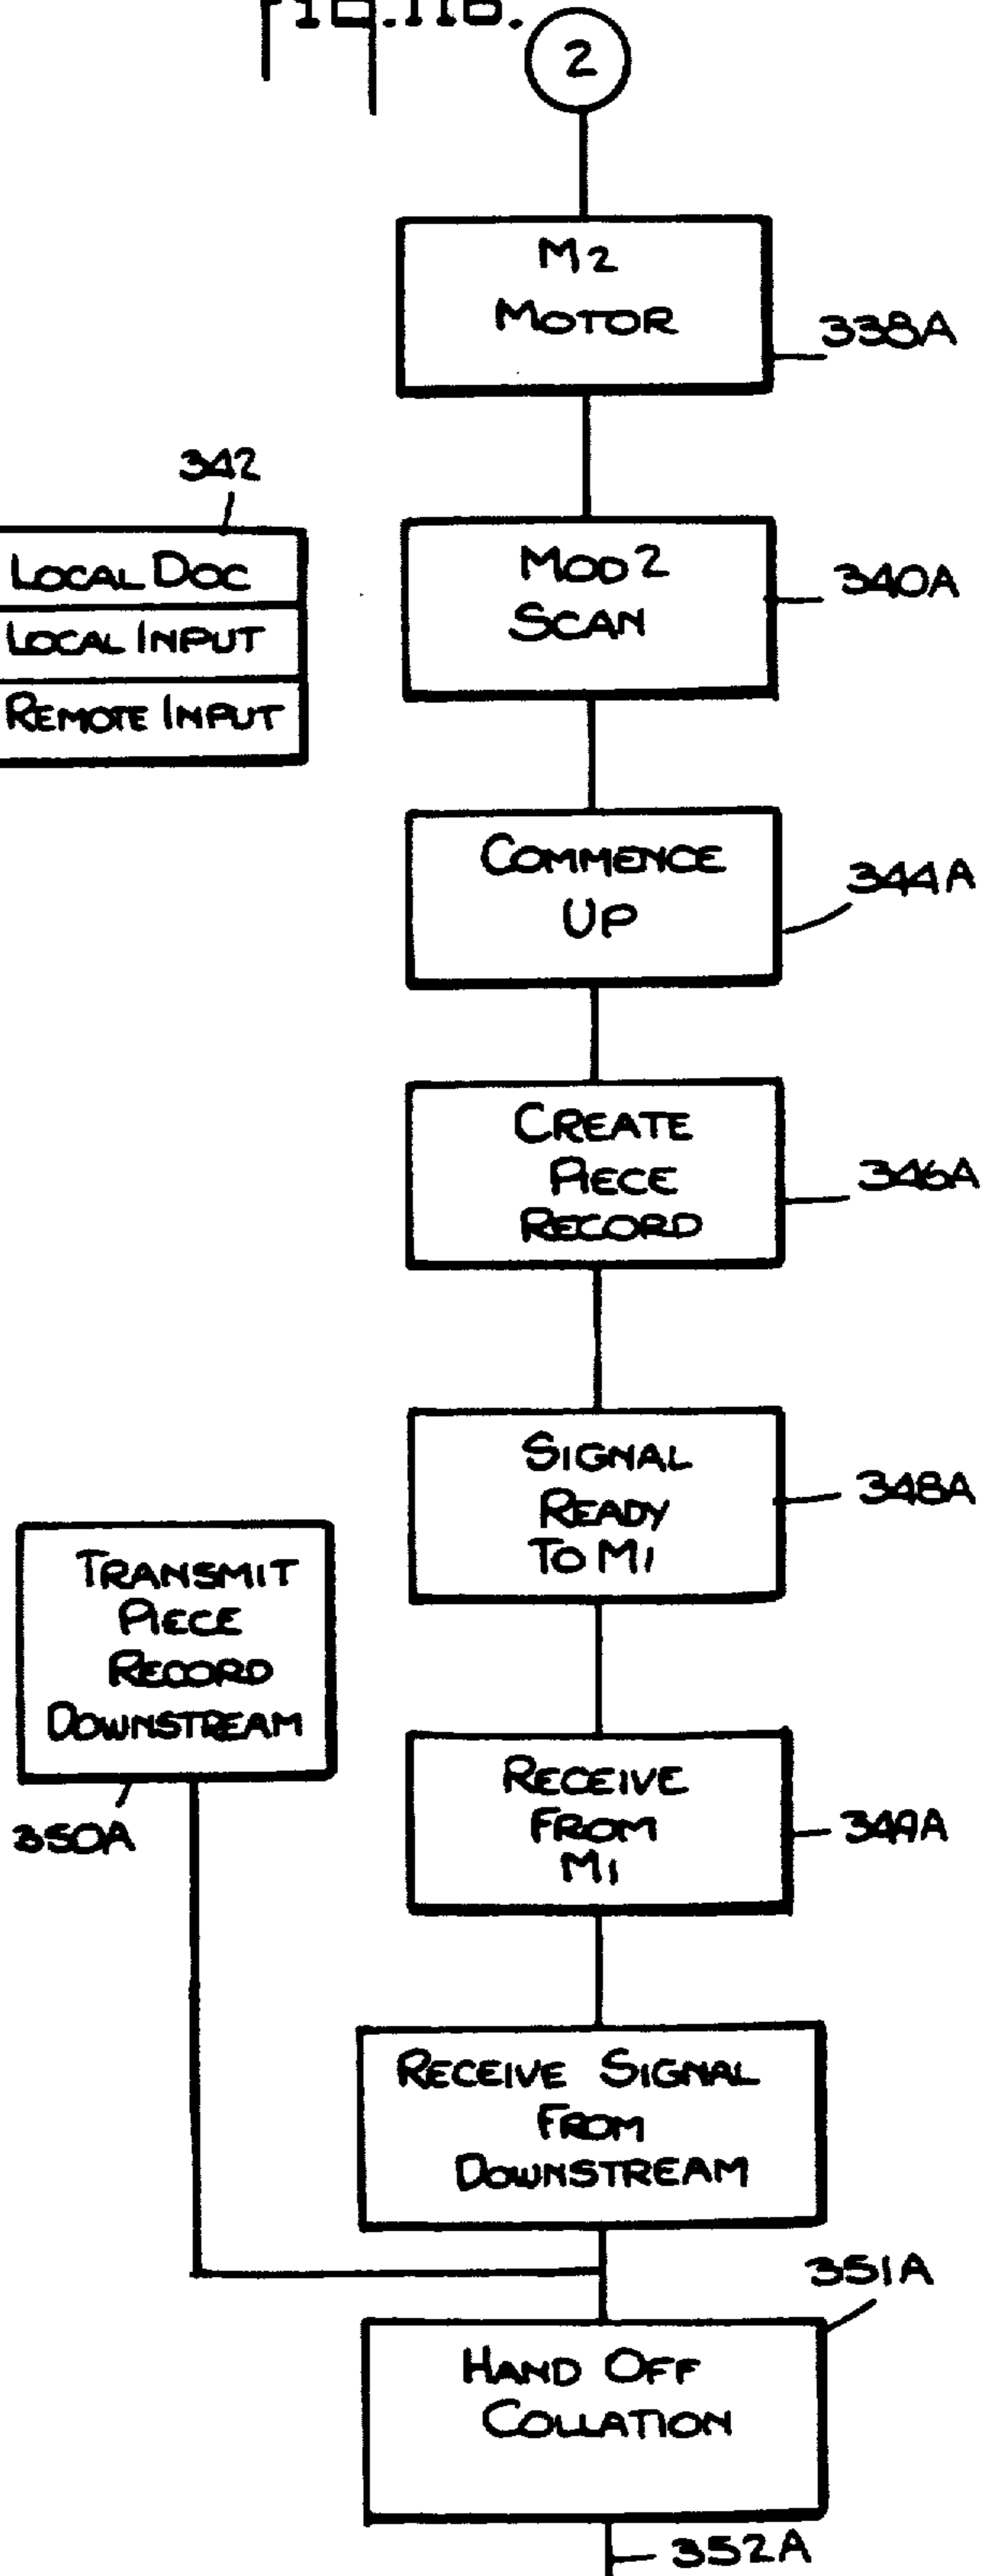 2
M2
MOTOR
338A
342
LOCAL DOC
LOCAL INPUT
REMOTE INPUT
MOD 2
SCAN
340A
COMMENCE
UP
344A
CREATE
PIECE
RECORD
346A
SIGNAL
READY
TO M1
348A
TRANSMIT
PIECE
RECORD
DOWNSTREAM
350A
RECEIVE
FROM
M1
349A
RECEIVE SIGNAL
FROM
DOWNSTREAM
351A
HAND OFF
COLLATION
352A